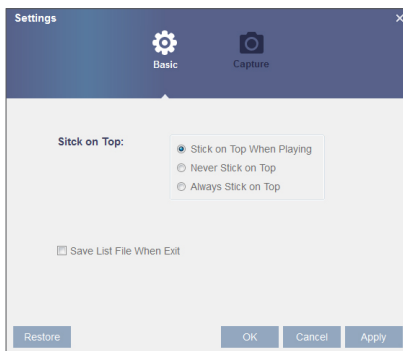 Settings
Basic
Capture
Sitck on Top:
Stick on Top When Playing
Never Stick on Top
Always Stick on Top
Save List File When Exit
Restore
OK
Cancel
Apply